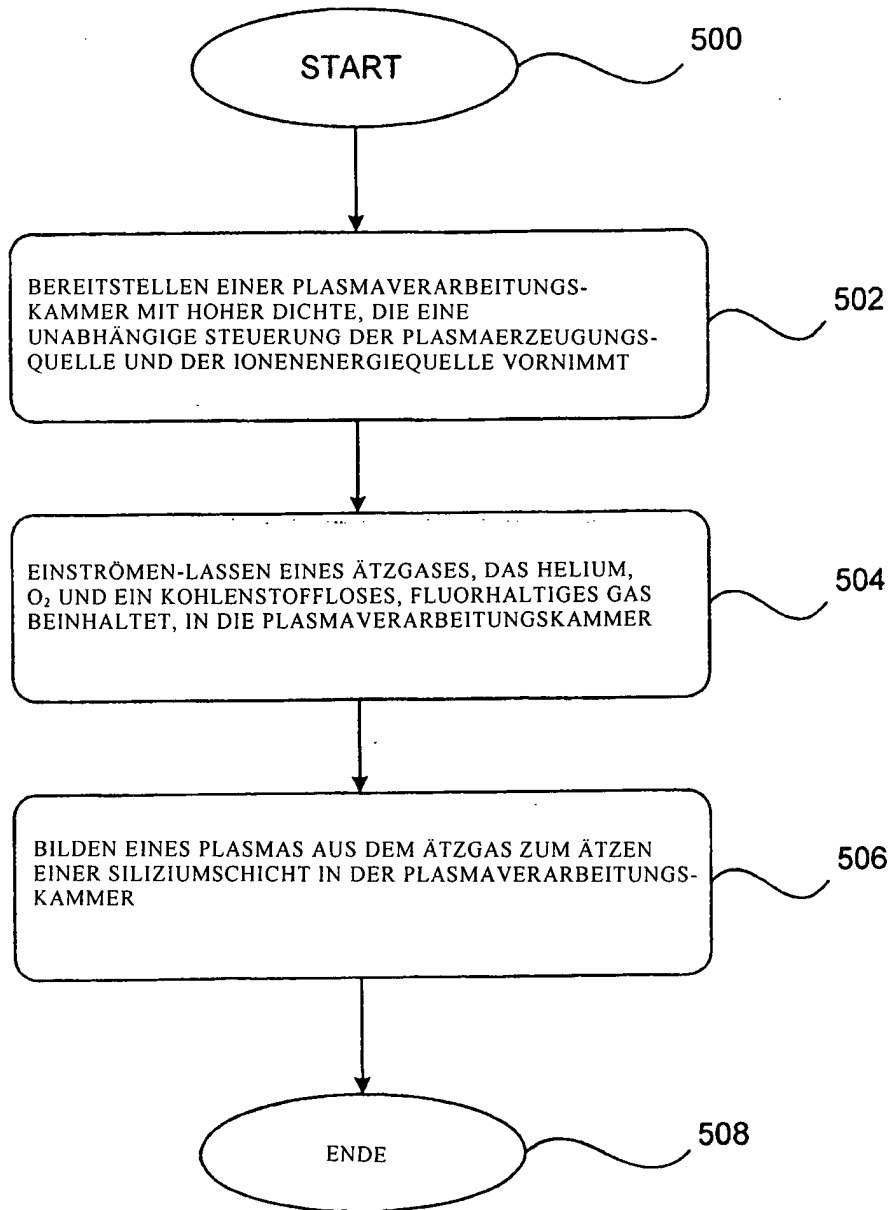 START
500
BEREITSTELLEN EINER PLASMAVERARBEITUNGS-
KAMMER MIT HOHER DICHTE, DIE EINE
UNABHÄNGIGE STEUERUNG DER PLASMAERZEUGUNGS-
QUELLE UND DER IONENENERGIEQUELLE VORNIMMT
502
EINSTRÖMEN-LASSEN EINES ÄTZGASES, DAS HELIUM,
O₂ UND EIN KOHLENSTOFFLOSES, FLUORHALTIGES GAS
BEINHALTET, IN DIE PLASMAVERARBEITUNGSKAMMER
504
BILDEN EINES PLASMAS AUS DEM ÄTZGAS ZUM ÄTZEN
EINER SILIZIUMSCHICHT IN DER PLASMAVERARBEITUNGS-
KAMMER
506
ENDE
508